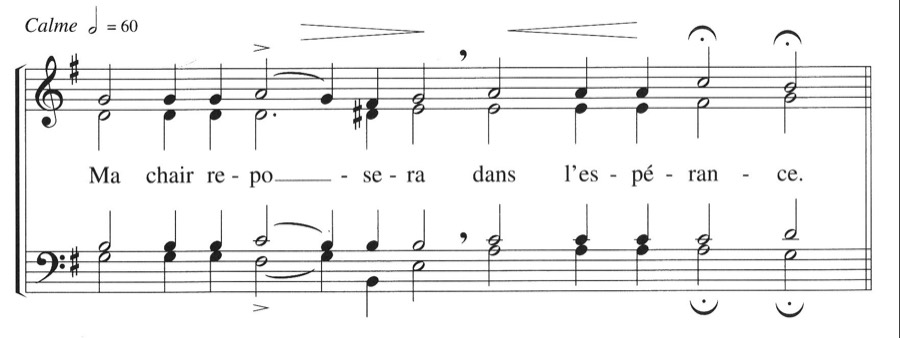 Calme 𝅗𝅥 = 60
Ma chair re - po - se - ra dans l'es - pé - ran - ce.